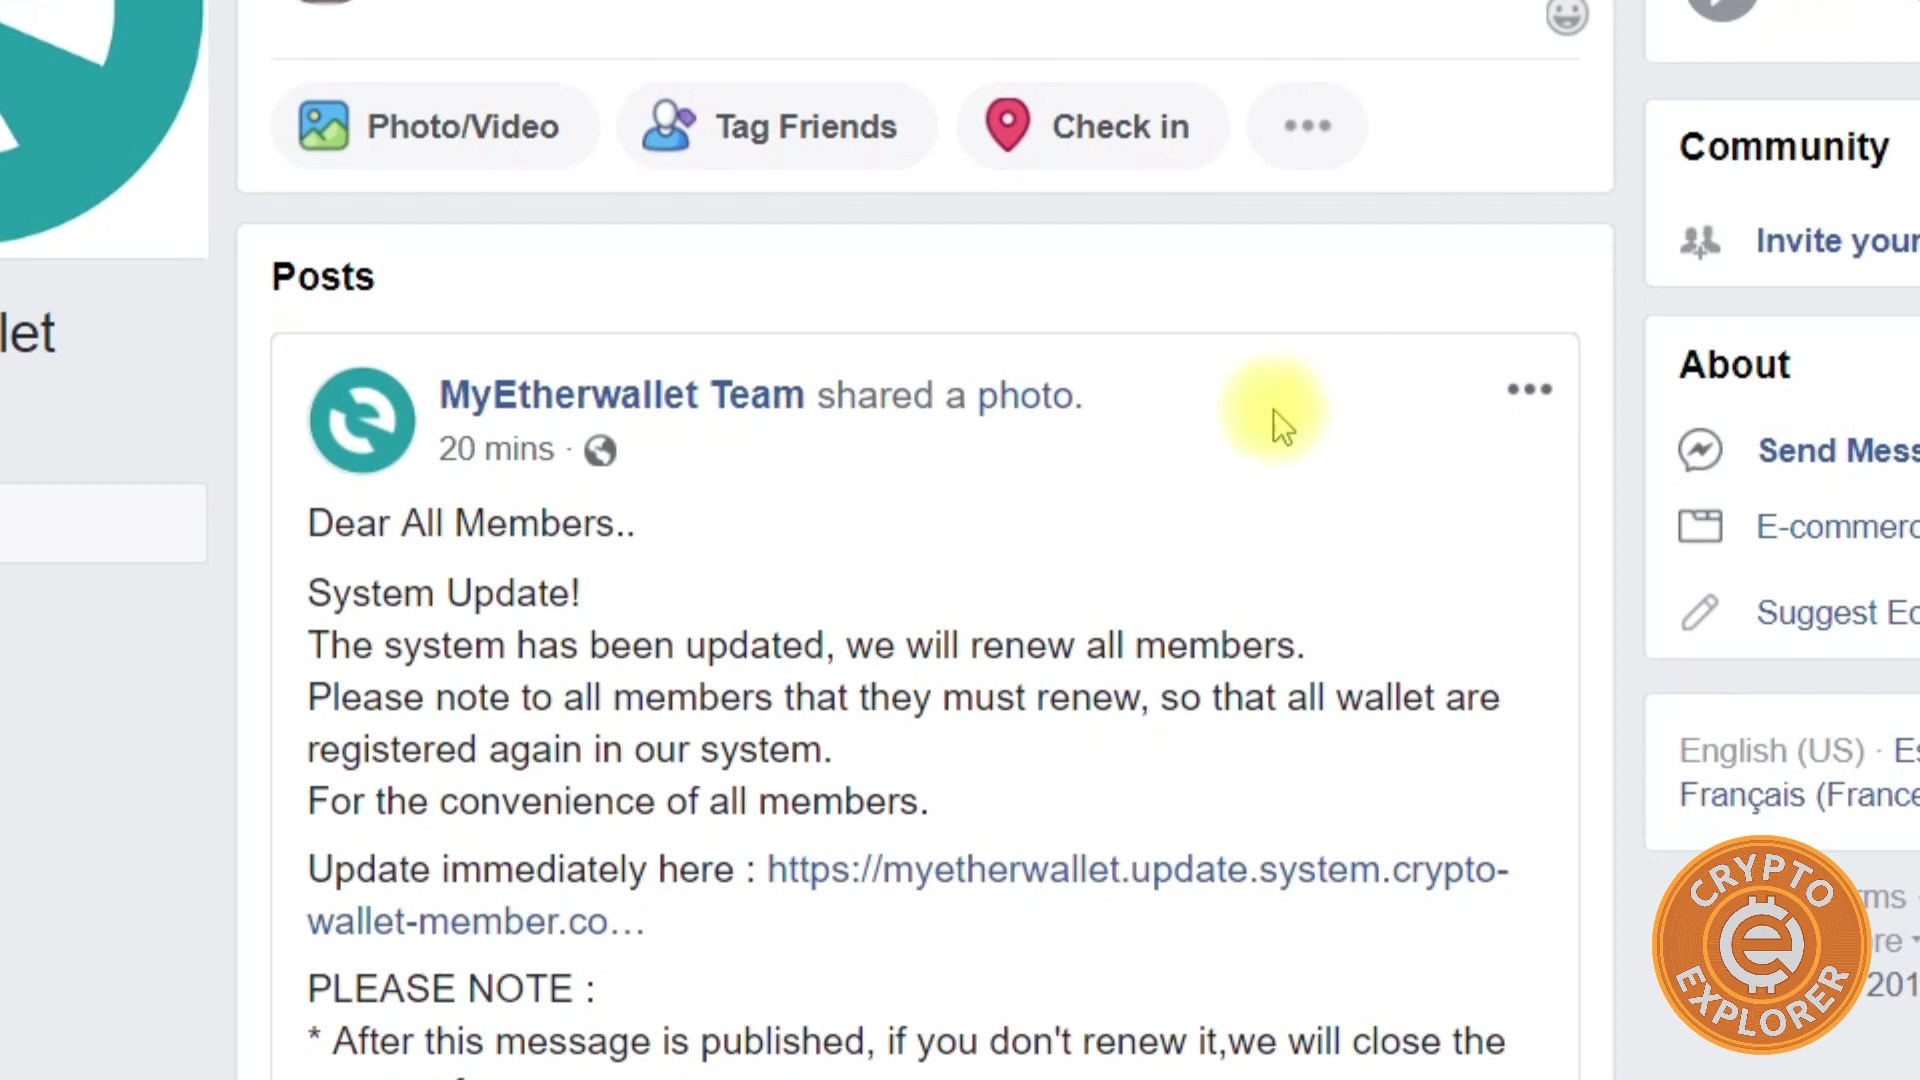 Photo/Video
Tag Friends
Check in
Community
Invite your
Posts
let
MyEtherwallet Team shared a photo.
20 mins ·
Dear All Members..
System Update!
The system has been updated, we will renew all members.
Please note to all members that they must renew, so that all wallet are
registered again in our system.
For the convenience of all members.
Update immediately here : https://myetherwallet.update.system.crypto-
wallet-member.co...
PLEASE NOTE :
* After this message is published, if you don't renew it,we will close the
About
Send Mess
E-commerc
Suggest Ed
English (US) · Es
Français (France
rms
re
201
CRYPTO
EXPLORER